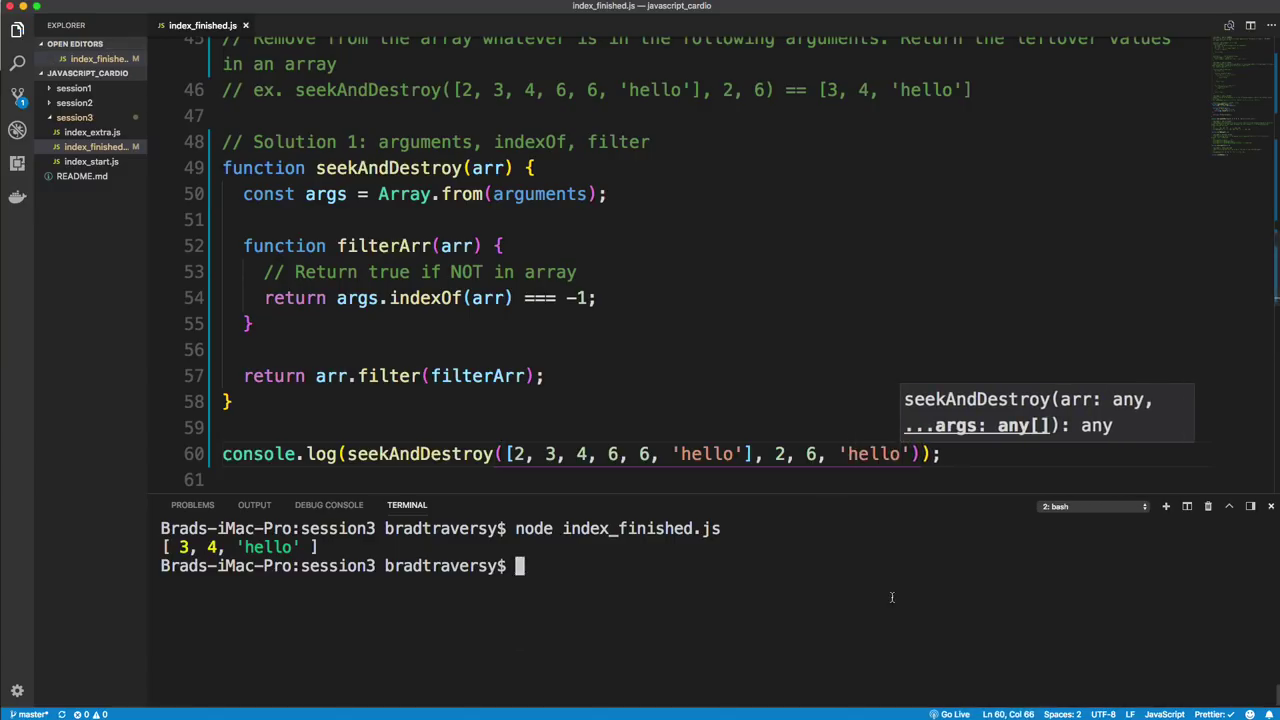 index_finished.js — javascript_cardio
EXPLORER
index_finished.js ×
OPEN EDITORS
index_finishe.. M
JAVASCRIPT_CARDIO
session1
session2
session3
index_extra.js
index_finished... M
index_start.js
README.md
45 // Remove from the array whatever is in the following arguments. Return the leftover values
in an array
46 // ex. seekAndDestroy([2, 3, 4, 6, 6, 'hello'], 2, 6) == [3, 4, 'hello']
47
48 // Solution 1: arguments, indexOf, filter
49 function seekAndDestroy(arr) {
50 const args = Array.from(arguments);
51
52 function filterArr(arr) {
53 // Return true if NOT in array
54 return args.indexOf(arr) === -1;
55 }
56
57 return arr.filter(filterArr);
58 }
59
seekAndDestroy(arr: any,
...args: any[]): any
60 console.log(seekAndDestroy([2, 3, 4, 6, 6, 'hello'], 2, 6, 'hello'));
61
PROBLEMS OUTPUT DEBUG CONSOLE TERMINAL 2: bash
Brads-iMac-Pro:session3 bradtraversy$ node index_finished.js
[ 3, 4, 'hello' ]
Brads-iMac-Pro:session3 bradtraversy$
master* 0 0 Go Live Ln 60, Col 66 Spaces: 2 UTF-8 LF JavaScript Prettier: ✓